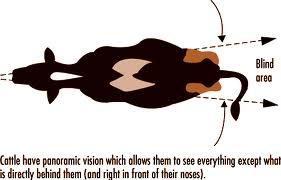 Blind
area
Cattle have panoramic vision which allows them to see everything except what
is directly behind them (and right in front of their noses).